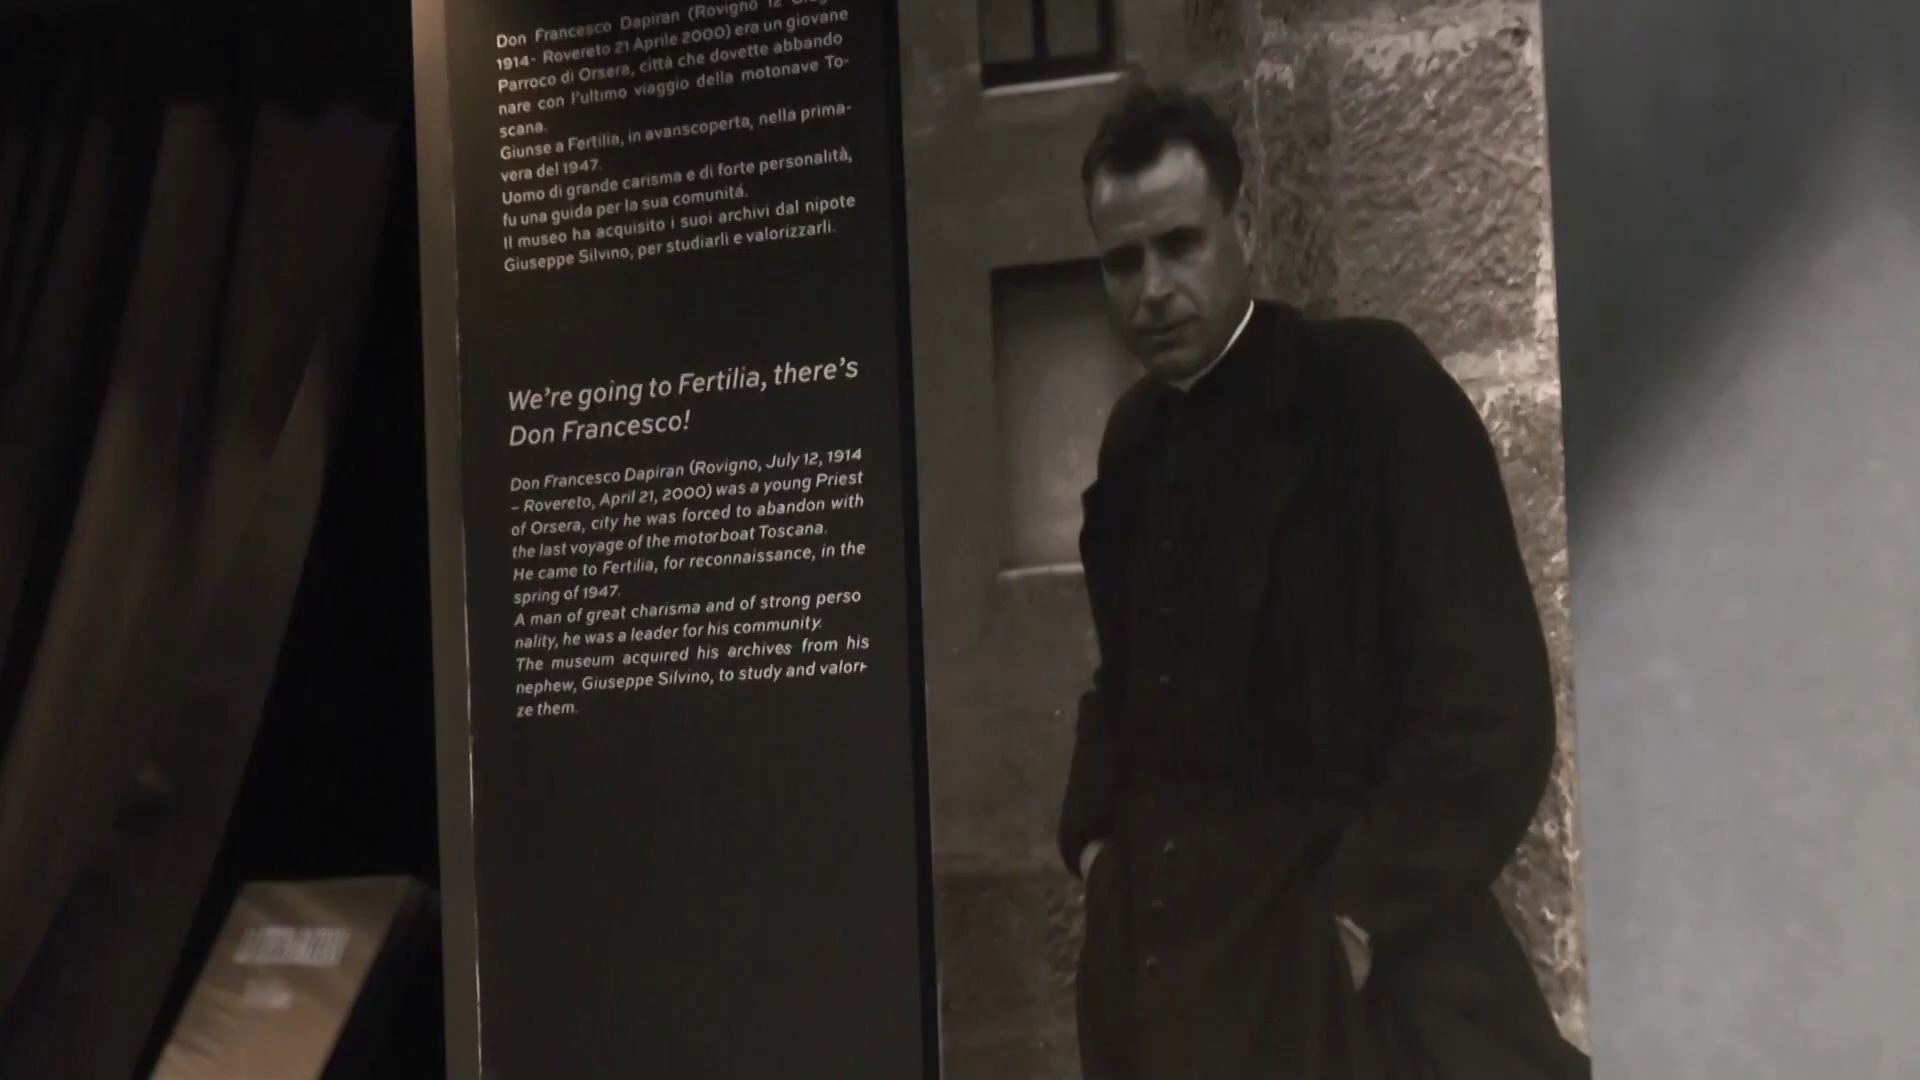 Don Francesco Dapiran (Rovigno 12
1914- Rovereto 21 Aprile 2000) era un giovane
Parroco di Orsera, città che dovette abbando
nare con l'ultimo viaggio della motonave To-
scana.
Giunse a Fertilia, in avanscoperta, nella prima-
vera del 1947.
Uomo di grande carisma e di forte personalità,
fu una guida per la sua comunitá.
Il museo ha acquisito i suoi archivi dal nipote
Giuseppe Silvino, per studiarli e valorizzarli.
We're going to Fertilia, there's
Don Francesco!
Don Francesco Dapiran (Rovigno, July 12, 1914
– Rovereto, April 21, 2000) was a young Priest
of Orsera, city he was forced to abandon with
the last voyage of the motorboat Toscana.
He came to Fertilia, for reconnaissance, in the
spring of 1947.
A man of great charisma and of strong perso
nality, he was a leader for his community.
The museum acquired his archives from his
nephew, Giuseppe Silvino, to study and valori-
ze them.